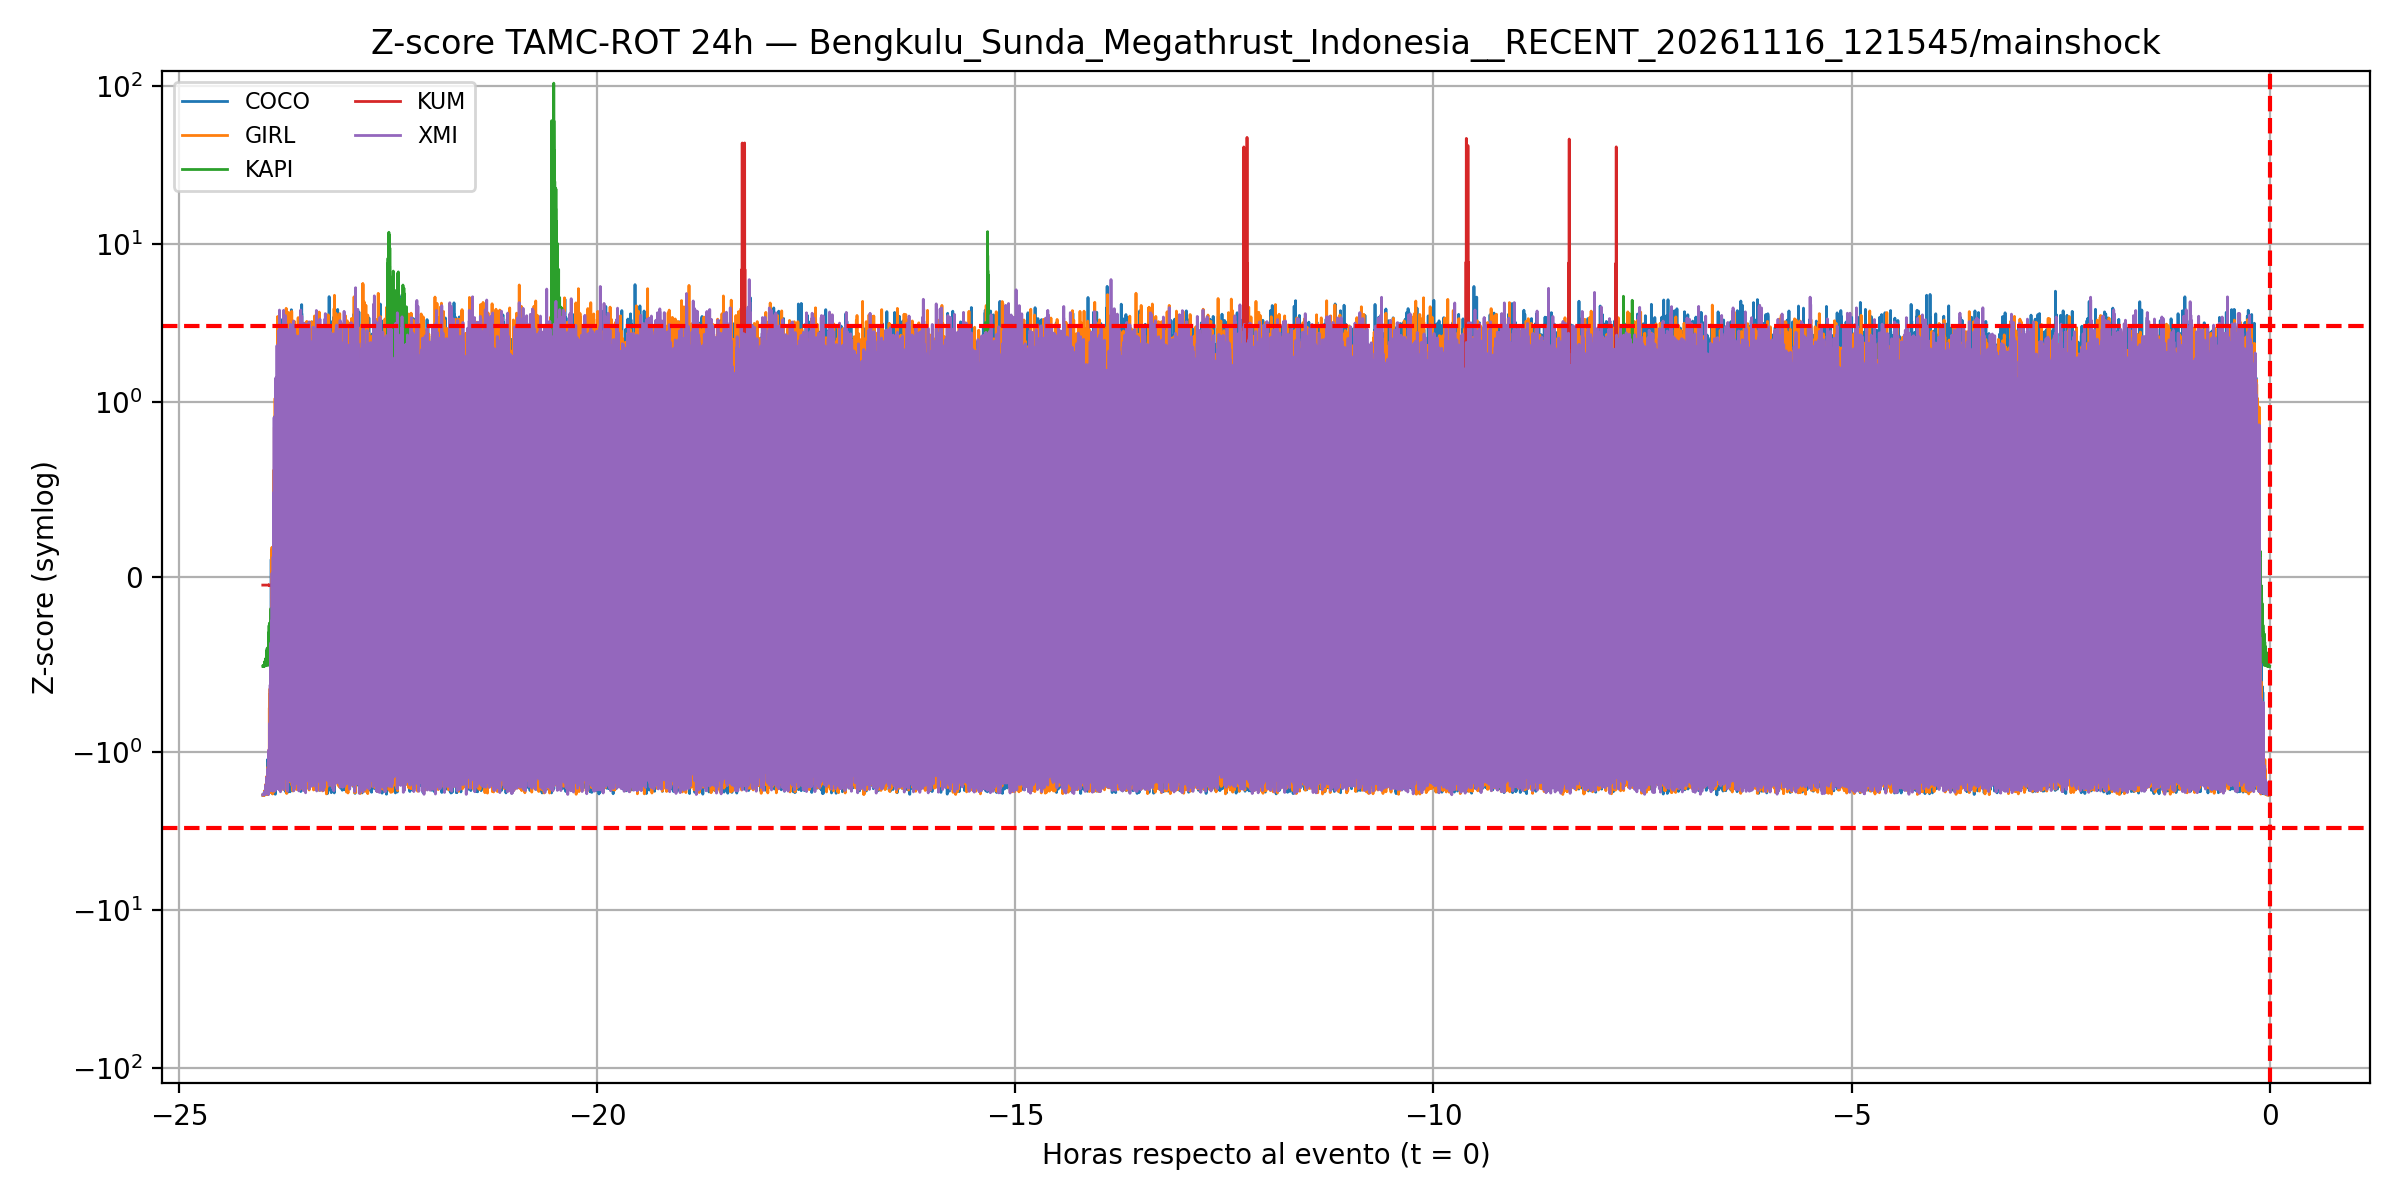 Z-score TAMC-ROT 24h — Bengkulu_Sunda_Megathrust_Indonesia__RECENT_20261116_121545/mainshock
COCO
GIRL
KAPI
KUM
XMI
10²
10¹
10⁰
0
−10⁰
−10¹
−10²
Z-score (symlog)
−25
−20
−15
−10
−5
0
Horas respecto al evento (t = 0)